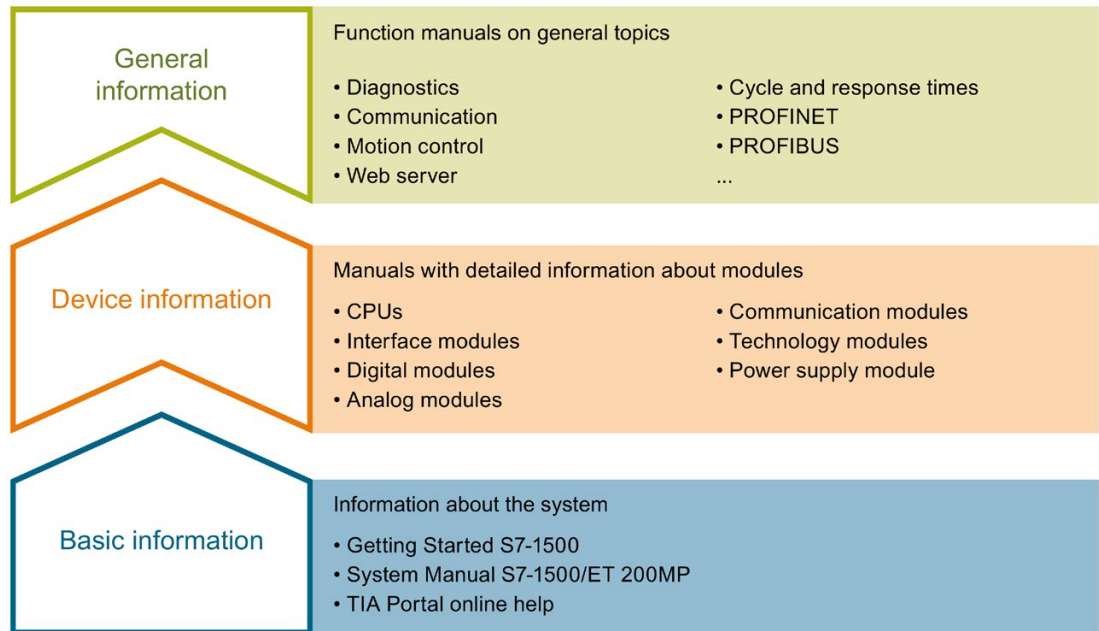 General
information
Function manuals on general topics
• Diagnostics
• Communication
• Motion control
• Web server
• Cycle and response times
• PROFINET
• PROFIBUS
...
Device information
Manuals with detailed information about modules
• CPUs
• Interface modules
• Digital modules
• Analog modules
• Communication modules
• Technology modules
• Power supply module
Basic information
Information about the system
• Getting Started S7-1500
• System Manual S7-1500/ET 200MP
• TIA Portal online help